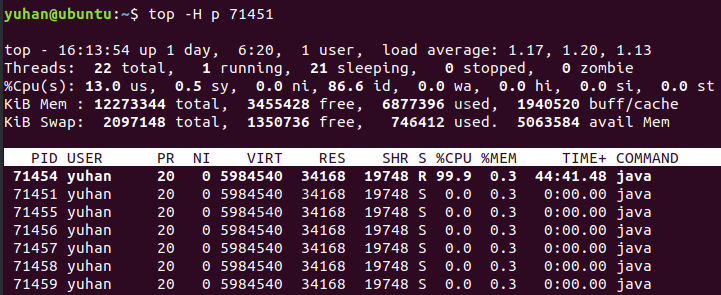 yuhan@ubuntu:~$ top -H p 71451
top - 16:13:54 up 1 day,  6:20,  1 user,  load average: 1.17, 1.20, 1.13
Threads:  22 total,   1 running,  21 sleeping,   0 stopped,   0 zombie
%Cpu(s): 13.0 us,  0.5 sy,  0.0 ni, 86.6 id,  0.0 wa,  0.0 hi,  0.0 si,  0.0 st
KiB Mem : 12273344 total,  3455428 free,  6877396 used,  1940520 buff/cache
KiB Swap:  2097148 total,  1350736 free,   746412 used.  5063584 avail Mem
PID USER      PR  NI    VIRT    RES    SHR S %CPU %MEM     TIME+ COMMAND
71454 yuhan     20   0 5984540  34168  19748 R 99.9  0.3  44:41.48 java
71451 yuhan     20   0 5984540  34168  19748 S  0.0  0.3   0:00.00 java
71455 yuhan     20   0 5984540  34168  19748 S  0.0  0.3   0:00.00 java
71456 yuhan     20   0 5984540  34168  19748 S  0.0  0.3   0:00.00 java
71457 yuhan     20   0 5984540  34168  19748 S  0.0  0.3   0:00.00 java
71458 yuhan     20   0 5984540  34168  19748 S  0.0  0.3   0:00.00 java
71459 yuhan     20   0 5984540  34168  19748 S  0.0  0.3   0:00.00 java